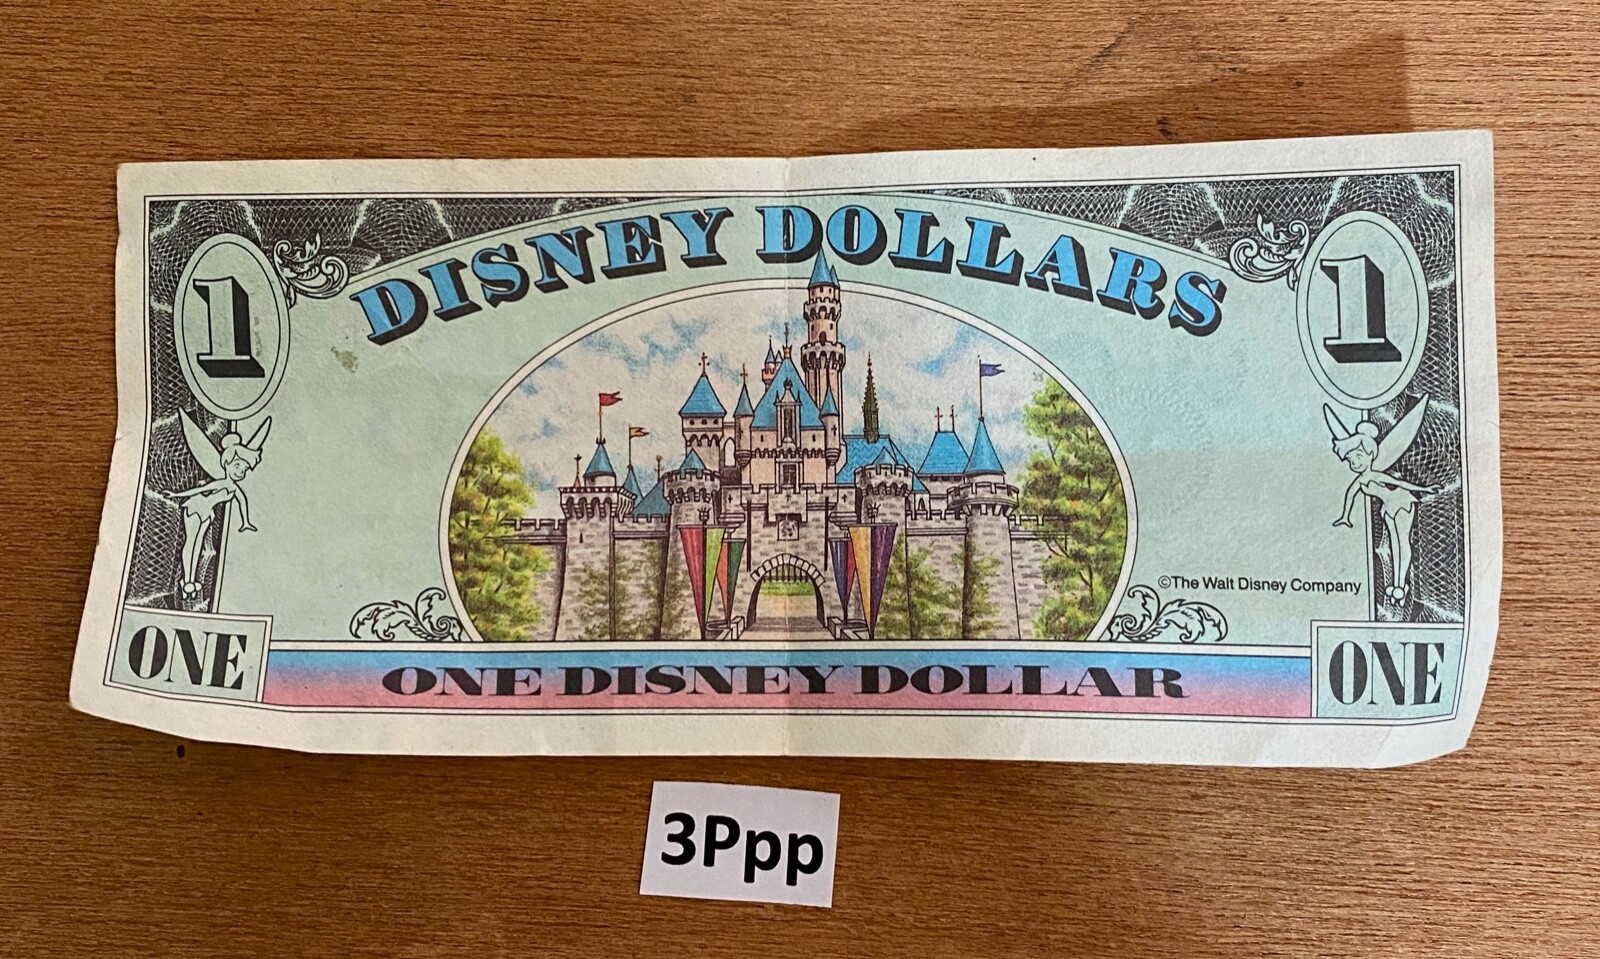 DISNEY DOLLARS
1
1
©The Walt Disney Company
ONE
ONE DISNEY DOLLAR
ONE
3Ppp